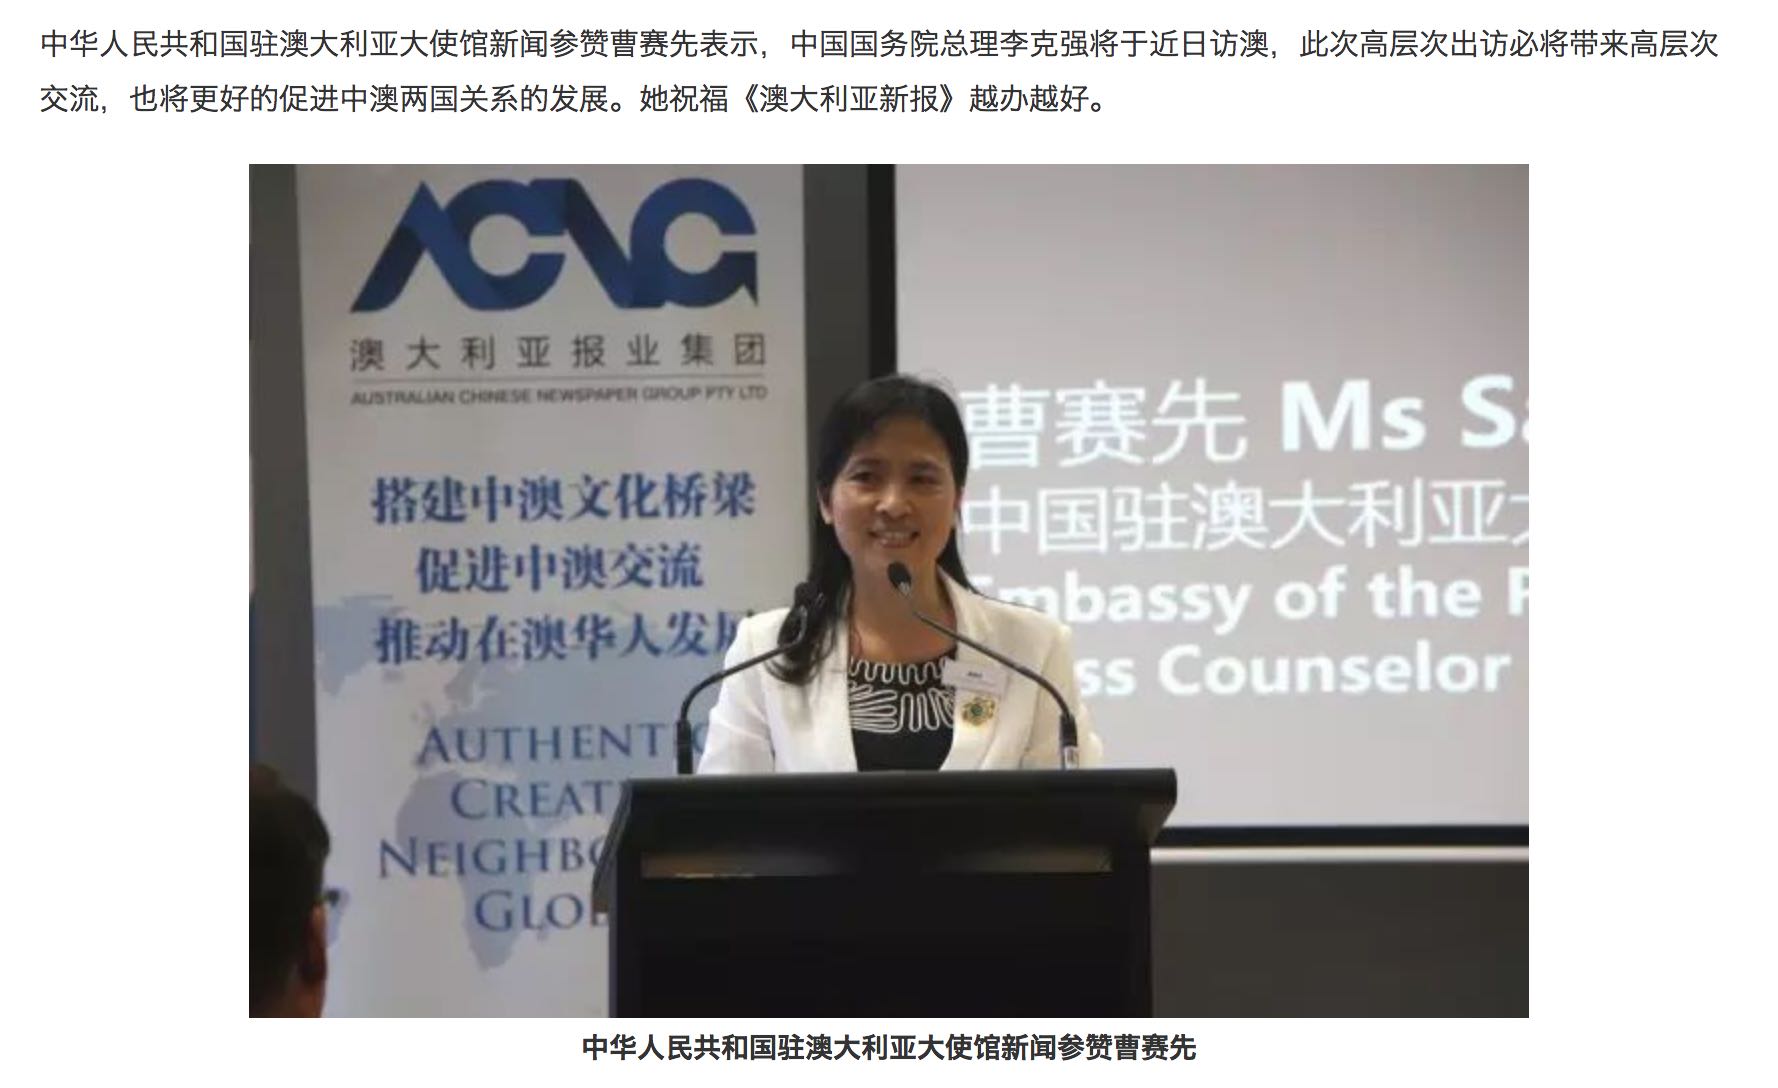 中华人民共和国驻澳大利亚大使馆新闻参赞曹赛先表示，中国国务院总理李克强将于近日访澳，此次高层次出访必将带来高层次
交流，也将更好的促进中澳两国关系的发展。她祝福《澳大利亚新报》越办越好。
ACNG
澳大利亚报业集团
AUSTRALIAN CHINESE NEWSPAPER GROUP PTY LTD
搭建中澳文化桥梁
促进中澳交流
推动在澳华人发展
AUTHENTIC
CREAT
NEIGHBO
GLOB
曹赛先 Ms Sa
中国驻澳大利亚大
Embassy of the P
ss Counselor
中华人民共和国驻澳大利亚大使馆新闻参赞曹赛先